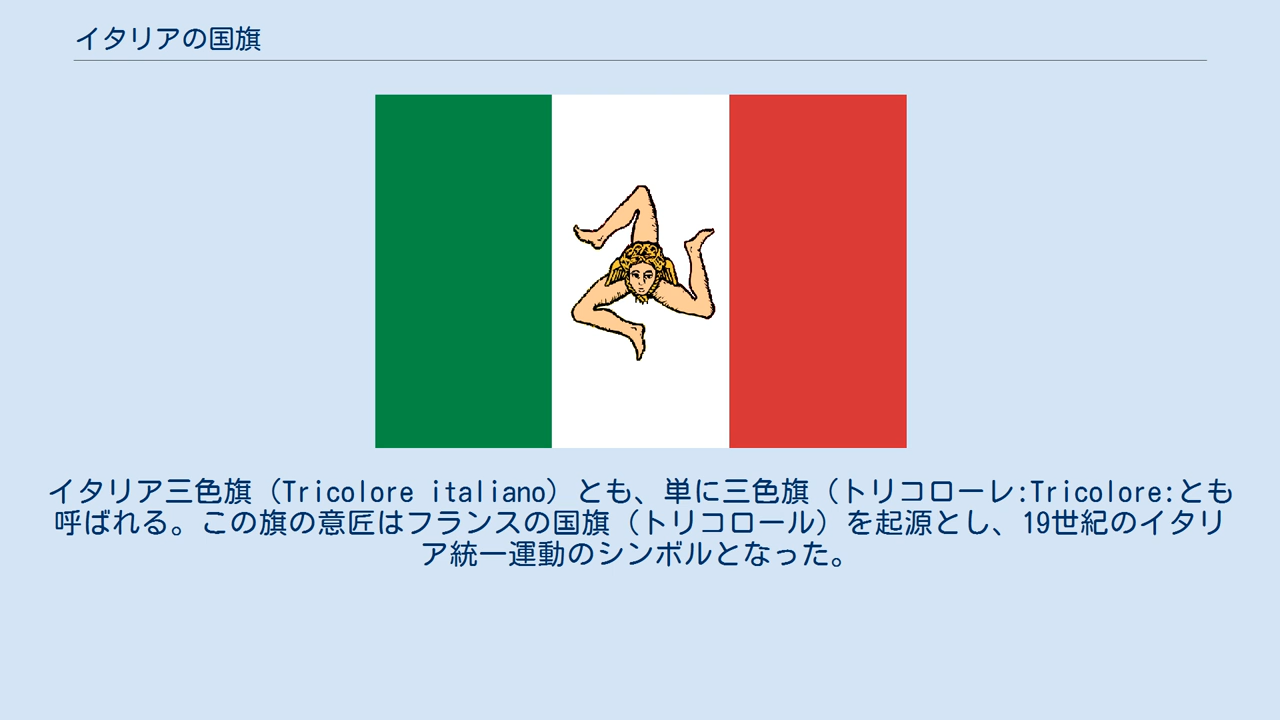 イタリアの国旗
イタリア三色旗（Tricolore italiano）とも、単に三色旗（トリコローレ:Tricolore:とも
呼ばれる。この旗の意匠はフランスの国旗（トリコロール）を起源とし、19世紀のイタリ
ア統一運動のシンボルとなった。